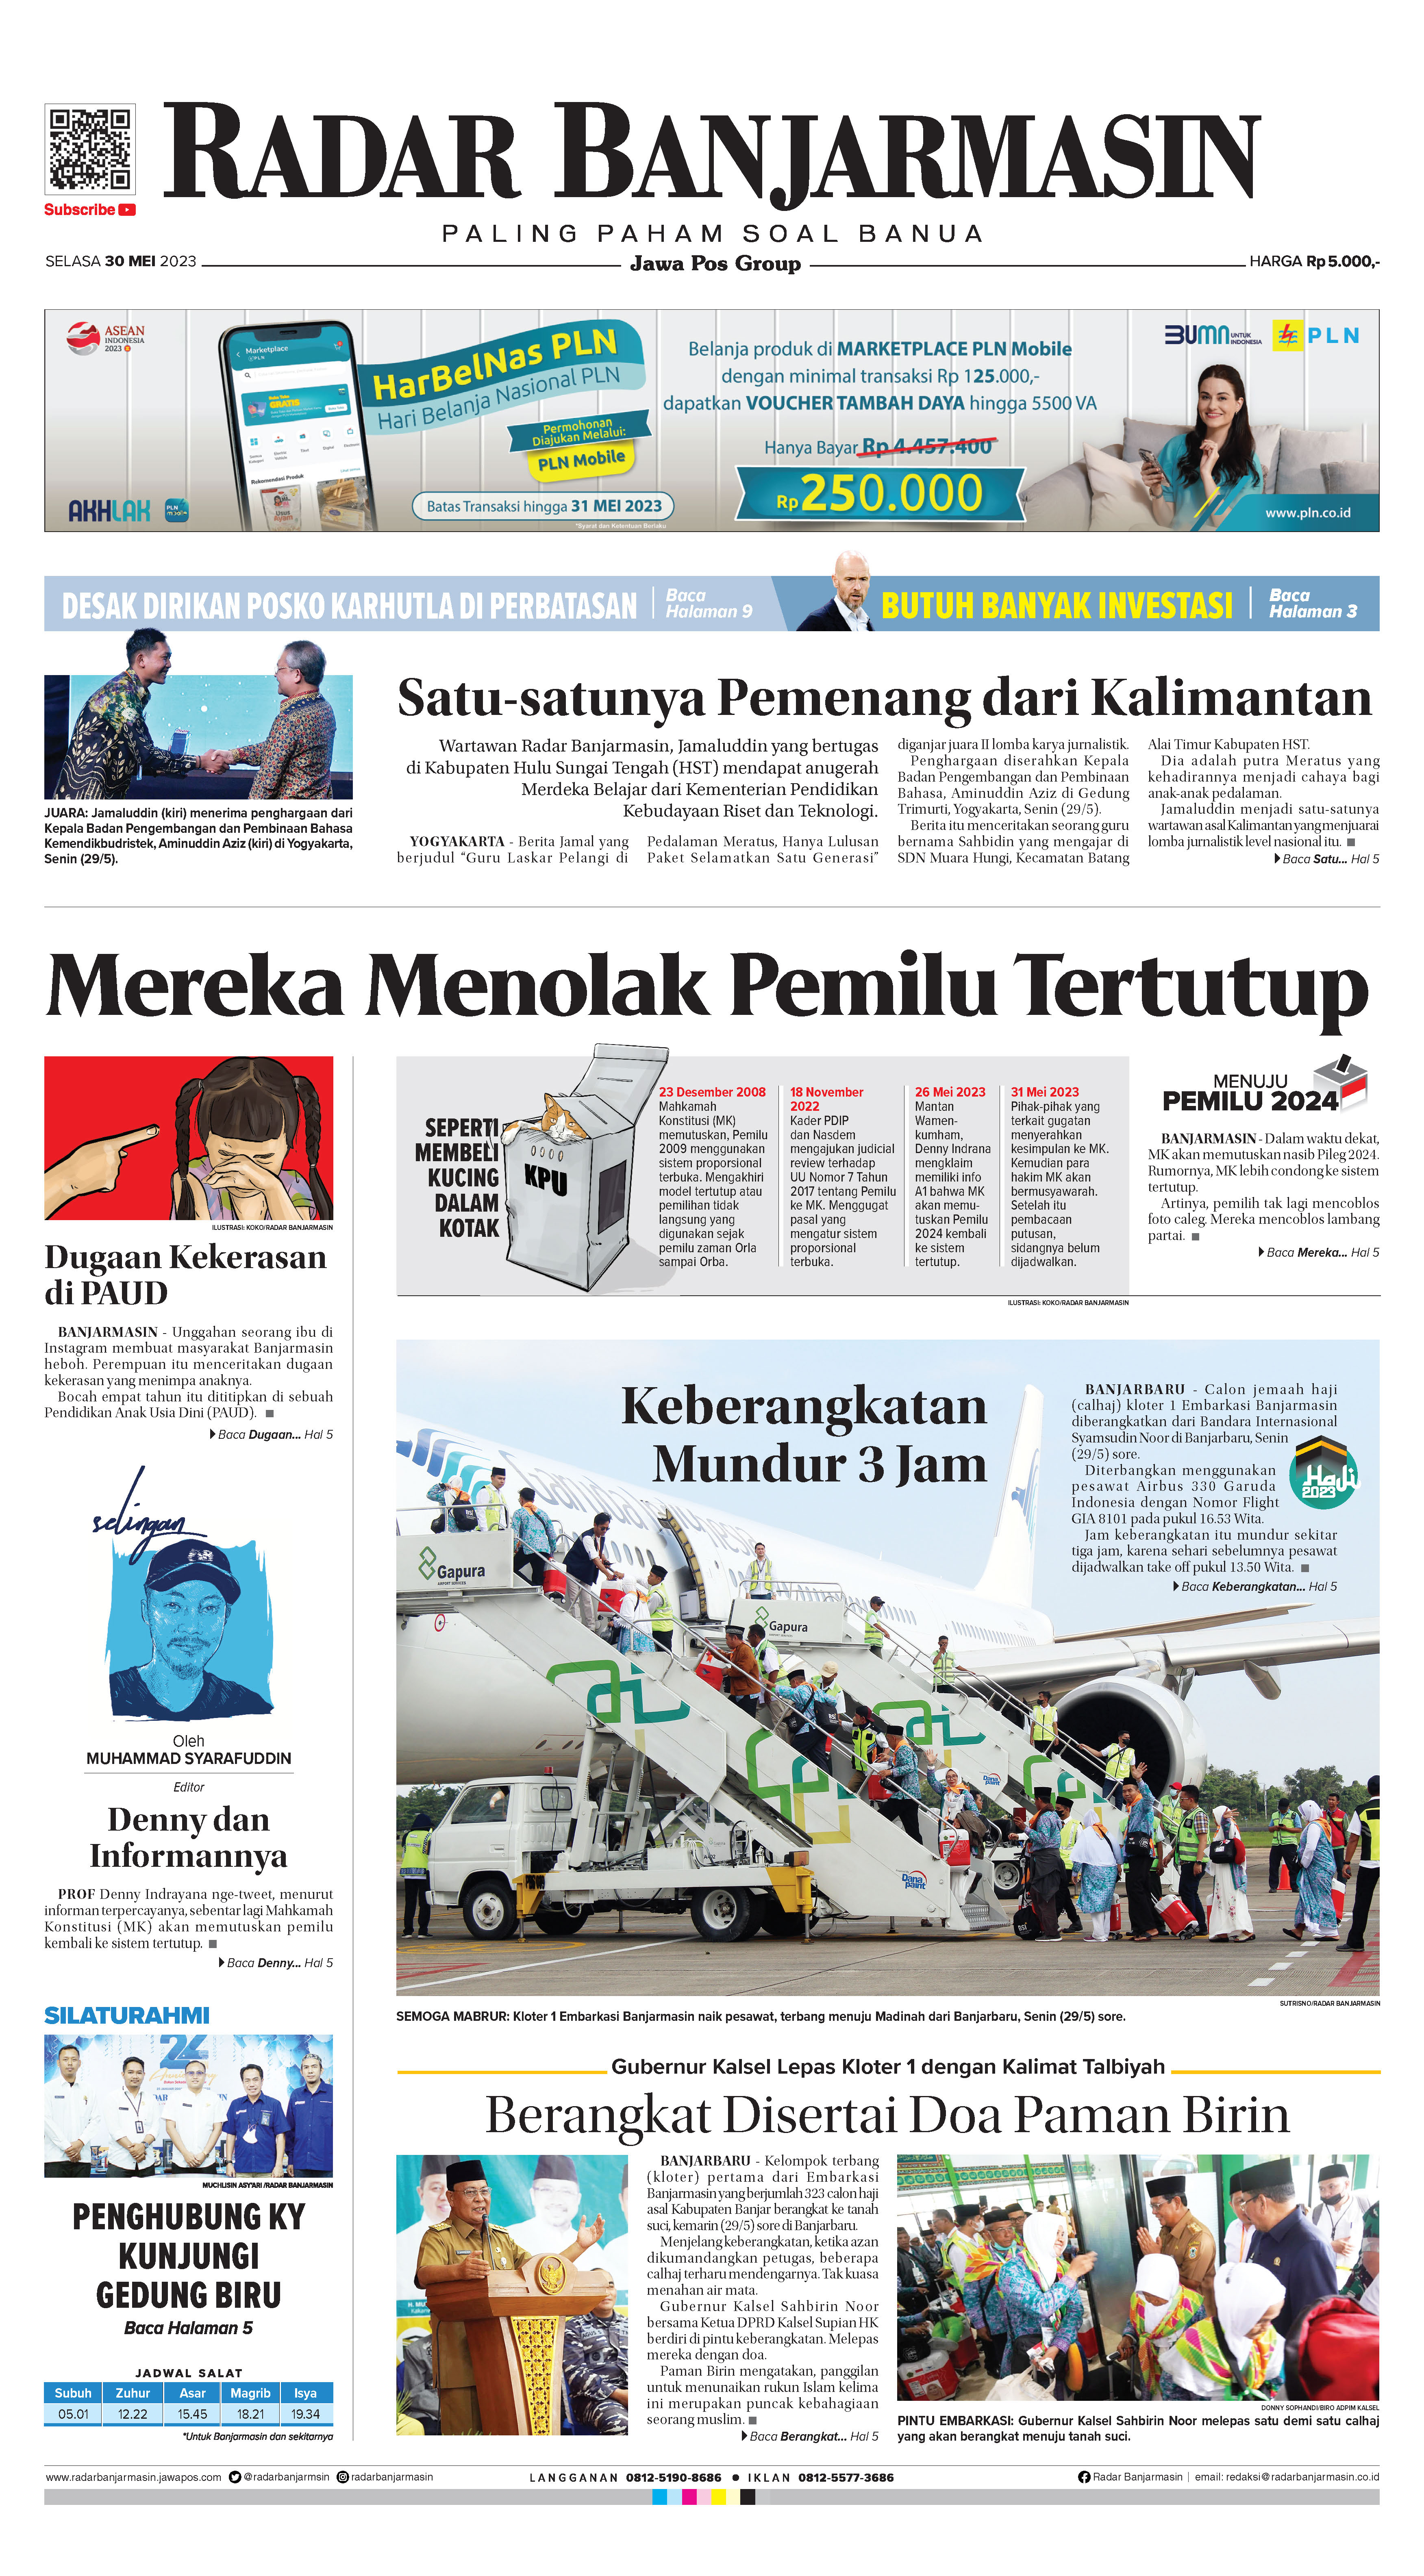 RADAR BANJARMASIN
Subscribe
PALING PAHAM SOAL BANUA
SELASA 30 MEI 2023
Jawa Pos Group
HARGA Rp 5.000,-
ASEAN
INDONESIA
2023
Marketplace
PLN
GRATIS
Rekomendasi Produk
AKHLAK
HarBelNas PLN
Hari Belanja Nasional PLN
Permohonan
Diajukan Melalui:
PLN Mobile
Batas Transaksi hingga 31 MEI 2023
*Syarat dan Ketentuan Berlaku
Belanja produk di MARKETPLACE PLN Mobile
dengan minimal transaksi Rp 125.000,-
dapatkan VOUCHER TAMBAH DAYA hingga 5500 VA
Hanya Bayar Rp 4.457.400
Rp 250.000
BUMN UNTUK
INDONESIA
PLN
www.pln.co.id
DESAK DIRIKAN POSKO KARHUTLA DI PERBATASAN
Baca
Halaman 9
BUTUH BANYAK INVESTASI
Baca
Halaman 3
JUARA: Jamaluddin (kiri) menerima penghargaan dari
Kepala Badan Pengembangan dan Pembinaan Bahasa
Kemendikbudristek, Aminuddin Aziz (kiri) di Yogyakarta,
Senin (29/5).
Satu-satunya Pemenang dari Kalimantan
Wartawan Radar Banjarmasin, Jamaluddin yang bertugas
di Kabupaten Hulu Sungai Tengah (HST) mendapat anugerah
Merdeka Belajar dari Kementerian Pendidikan
Kebudayaan Riset dan Teknologi.
YOGYAKARTA - Berita Jamal yang
berjudul “Guru Laskar Pelangi di
Pedalaman Meratus, Hanya Lulusan
Paket Selamatkan Satu Generasi”
diganjar juara II lomba karya jurnalistik.
Penghargaan diserahkan Kepala
Badan Pengembangan dan Pembinaan
Bahasa, Aminuddin Aziz di Gedung
Trimurti, Yogyakarta, Senin (29/5).
Berita itu menceritakan seorang guru
bernama Sahbidin yang mengajar di
SDN Muara Hungi, Kecamatan Batang
Alai Timur Kabupaten HST.
Dia adalah putra Meratus yang
kehadirannya menjadi cahaya bagi
anak-anak pedalaman.
Jamaluddin menjadi satu-satunya
wartawan asal Kalimantan yang menjuarai
lomba jurnalistik level nasional itu.
Baca Satu... Hal 5
Mereka Menolak Pemilu Tertutup
ILUSTRASI: KOKO/RADAR BANJARMASIN
Dugaan Kekerasan
di PAUD
BANJARMASIN - Unggahan seorang ibu di
Instagram membuat masyarakat Banjarmasin
heboh. Perempuan itu menceritakan dugaan
kekerasan yang menimpa anaknya.
Bocah empat tahun itu dititipkan di sebuah
Pendidikan Anak Usia Dini (PAUD).
Baca Dugaan... Hal 5
selingan
Oleh
MUHAMMAD SYARAFUDDIN
Editor
Denny dan
Informannya
PROF Denny Indrayana nge-tweet, menurut
informan terpercayanya, sebentar lagi Mahkamah
Konstitusi (MK) akan memutuskan pemilu
kembali ke sistem tertutup.
Baca Denny... Hal 5
SILATURAHMI
MUCHLISIN ASY'ARI /RADAR BANJARMASIN
PENGHUBUNG KY
KUNJUNGI
GEDUNG BIRU
Baca Halaman 5
JADWAL SALAT
Subuh Zuhur Asar Magrib Isya
05.01 12.22 15.45 18.21 19.34
*Untuk Banjarmasin dan sekitarnya
SEPERTI
MEMBELI
KUCING
DALAM
KOTAK
KPU
23 Desember 2008
Mahkamah
Konstitusi (MK)
memutuskan, Pemilu
2009 menggunakan
sistem proporsional
terbuka. Mengakhiri
model tertutup atau
pemilihan tidak
langsung yang
digunakan sejak
pemilu zaman Orla
sampai Orba.
18 November
2022
Kader PDIP
dan Nasdem
mengajukan judicial
review terhadap
UU Nomor 7 Tahun
2017 tentang Pemilu
ke MK. Menggugat
pasal yang
mengatur sistem
proporsional
terbuka.
26 Mei 2023
Mantan
Wamen-
kumham,
Denny Indrana
mengklaim
memiliki info
A1 bahwa MK
akan memu-
tuskan Pemilu
2024 kembali
ke sistem
tertutup.
31 Mei 2023
Pihak-pihak yang
terkait gugatan
menyerahkan
kesimpulan ke MK.
Kemudian para
hakim MK akan
bermusyawarah.
Setelah itu
pembacaan
putusan,
sidangnya belum
dijadwalkan.
ILUSTRASI: KOKO/RADAR BANJARMASIN
MENUJU
PEMILU 2024
BANJARMASIN - Dalam waktu dekat,
MK akan memutuskan nasib Pileg 2024.
Rumornya, MK lebih condong ke sistem
tertutup.
Artinya, pemilih tak lagi mencoblos
foto caleg. Mereka mencoblos lambang
partai.
Baca Mereka... Hal 5
Keberangkatan
Mundur 3 Jam
BANJARBARU - Calon jemaah haji
(calhaj) kloter 1 Embarkasi Banjarmasin
diberangkatkan dari Bandara Internasional
Syamsudin Noor di Banjarbaru, Senin
(29/5) sore.
Diterbangkan menggunakan
pesawat Airbus 330 Garuda
Indonesia dengan Nomor Flight
GIA 8101 pada pukul 16.53 Wita.
Jam keberangkatan itu mundur sekitar
tiga jam, karena sehari sebelumnya pesawat
dijadwalkan take off pukul 13.50 Wita.
Baca Keberangkatan... Hal 5
Haji
2023
Gapura
AIRPORT SERVICES
Gapura
Dana
paint
Dana
paint
SUTRISNO/RADAR BANJARMASIN
SEMOGA MABRUR: Kloter 1 Embarkasi Banjarmasin naik pesawat, terbang menuju Madinah dari Banjarbaru, Senin (29/5) sore.
Gubernur Kalsel Lepas Kloter 1 dengan Kalimat Talbiyah
Berangkat Disertai Doa Paman Birin
BANJARBARU - Kelompok terbang
(kloter) pertama dari Embarkasi
Banjarmasin yang berjumlah 323 calon haji
asal Kabupaten Banjar berangkat ke tanah
suci, kemarin (29/5) sore di Banjarbaru.
Menjelang keberangkatan, ketika azan
dikumandangkan petugas, beberapa
calhaj terharu mendengarnya. Tak kuasa
menahan air mata.
Gubernur Kalsel Sahbirin Noor
bersama Ketua DPRD Kalsel Supian HK
berdiri di pintu keberangkatan. Melepas
mereka dengan doa.
Paman Birin mengatakan, panggilan
untuk menunaikan rukun Islam kelima
ini merupakan puncak kebahagiaan
seorang muslim.
Baca Berangkat... Hal 5
DONNY SOPHANDI/BIRO ADPIM KALSEL
PINTU EMBARKASI: Gubernur Kalsel Sahbirin Noor melepas satu demi satu calhaj
yang akan berangkat menuju tanah suci.
www.radarbanjarmasin.jawapos.com @radarbanjarmsin radarbanjarmasin
LANGGANAN 0812-5190-8686 ● IKLAN 0812-5577-3686
Radar Banjarmasin | email: redaksi@radarbanjarmasin.co.id